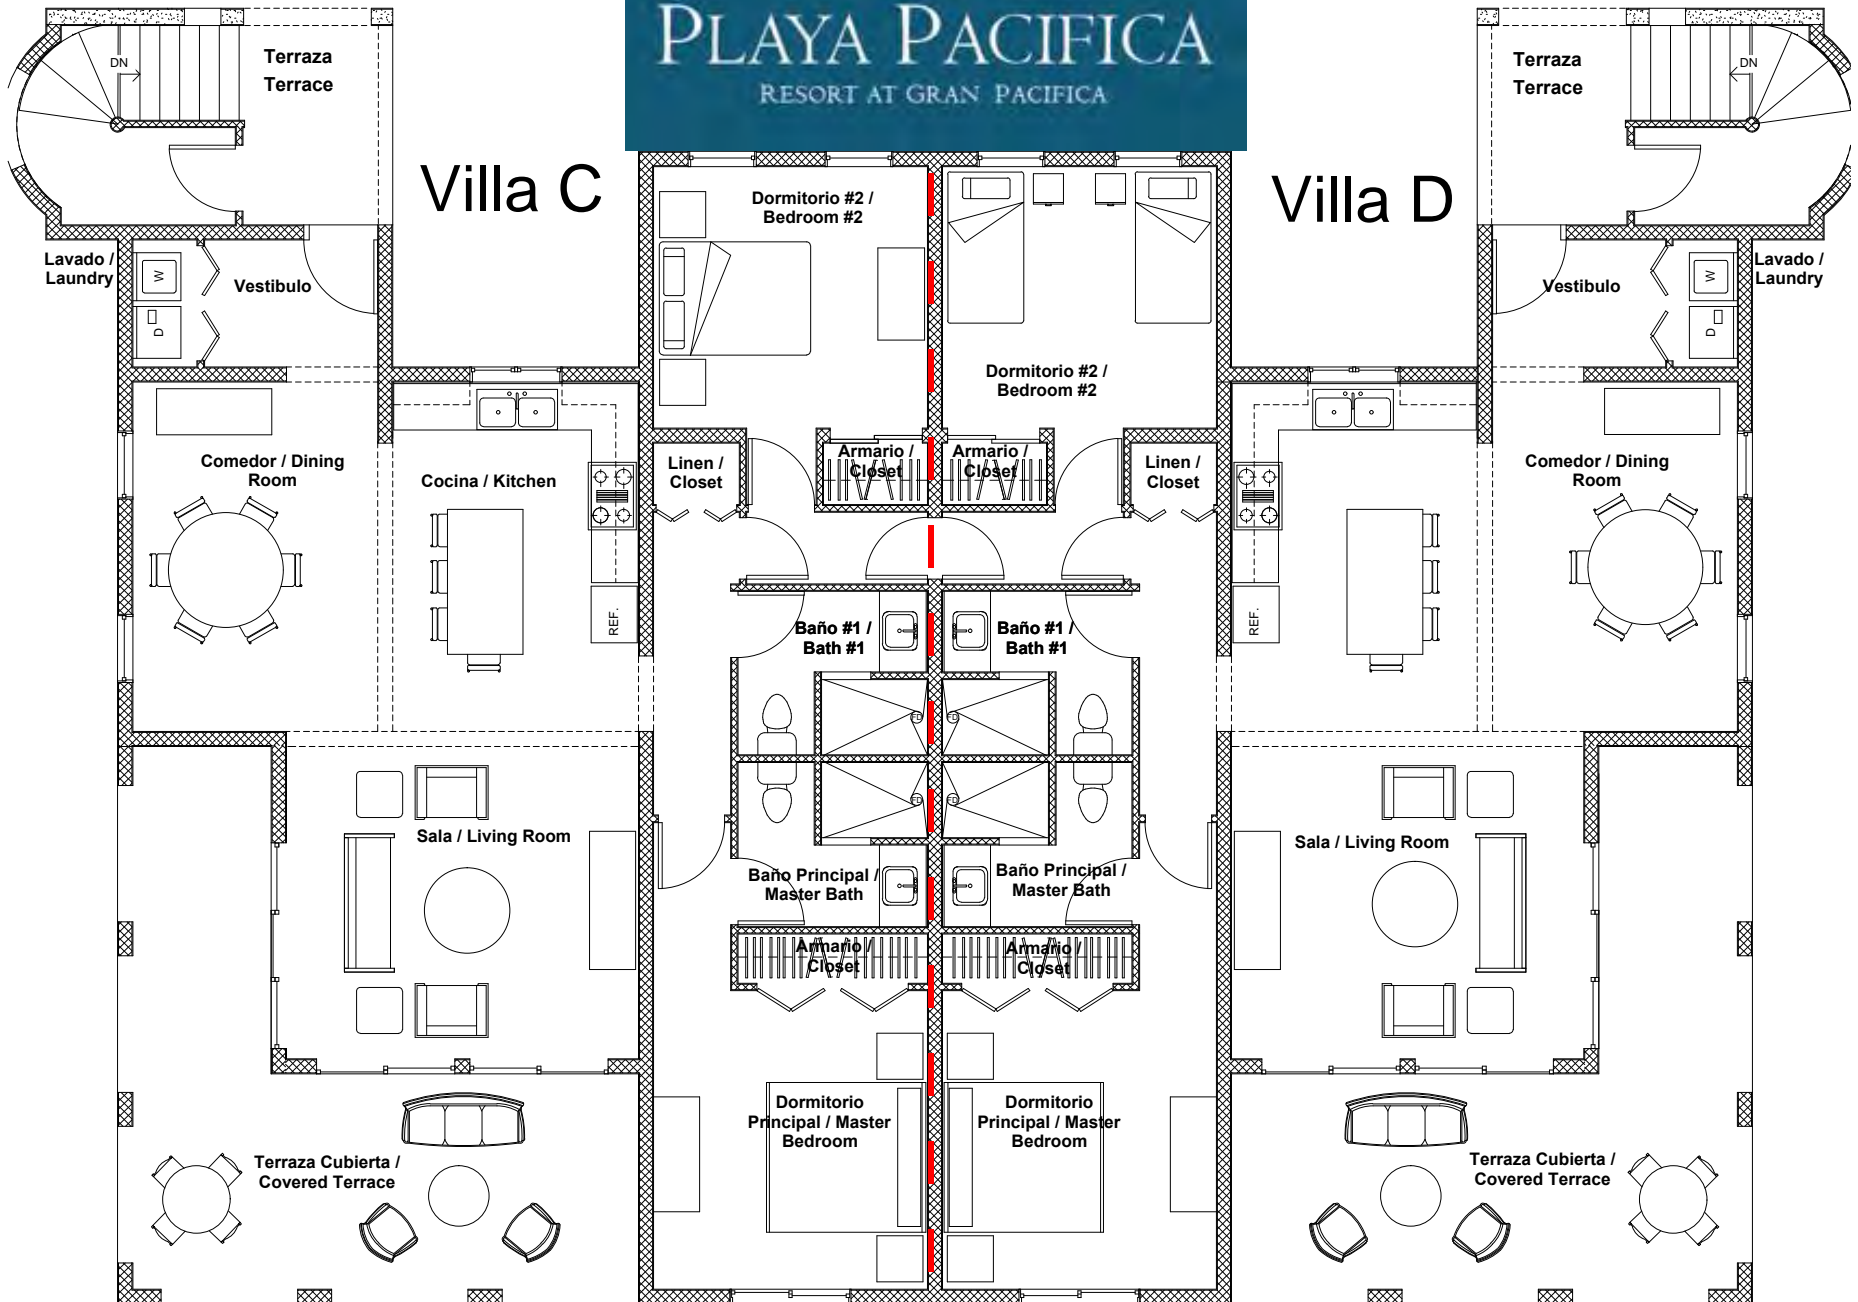 PLAYA PACIFICA
RESORT AT GRAN PACIFICA
Villa C
Villa D
DN
Terraza
Terrace
Terraza
Terrace
DN
Dormitorio #2 /
Bedroom #2
Dormitorio #2 /
Bedroom #2
Lavado /
Laundry
W
D
Vestibulo
Vestibulo
W
D
Lavado /
Laundry
Comedor / Dining
Room
Cocina / Kitchen
Linen /
Closet
Armario /
Closet
Armario /
Closet
Linen /
Closet
Comedor / Dining
Room
REF.
REF.
Baño #1 /
Bath #1
Baño #1 /
Bath #1
FD
FD
FD
FD
Sala / Living Room
Sala / Living Room
Baño Principal /
Master Bath
Baño Principal /
Master Bath
Armario /
Closet
Armario /
Closet
Dormitorio
Principal / Master
Bedroom
Dormitorio
Principal / Master
Bedroom
Terraza Cubierta /
Covered Terrace
Terraza Cubierta /
Covered Terrace